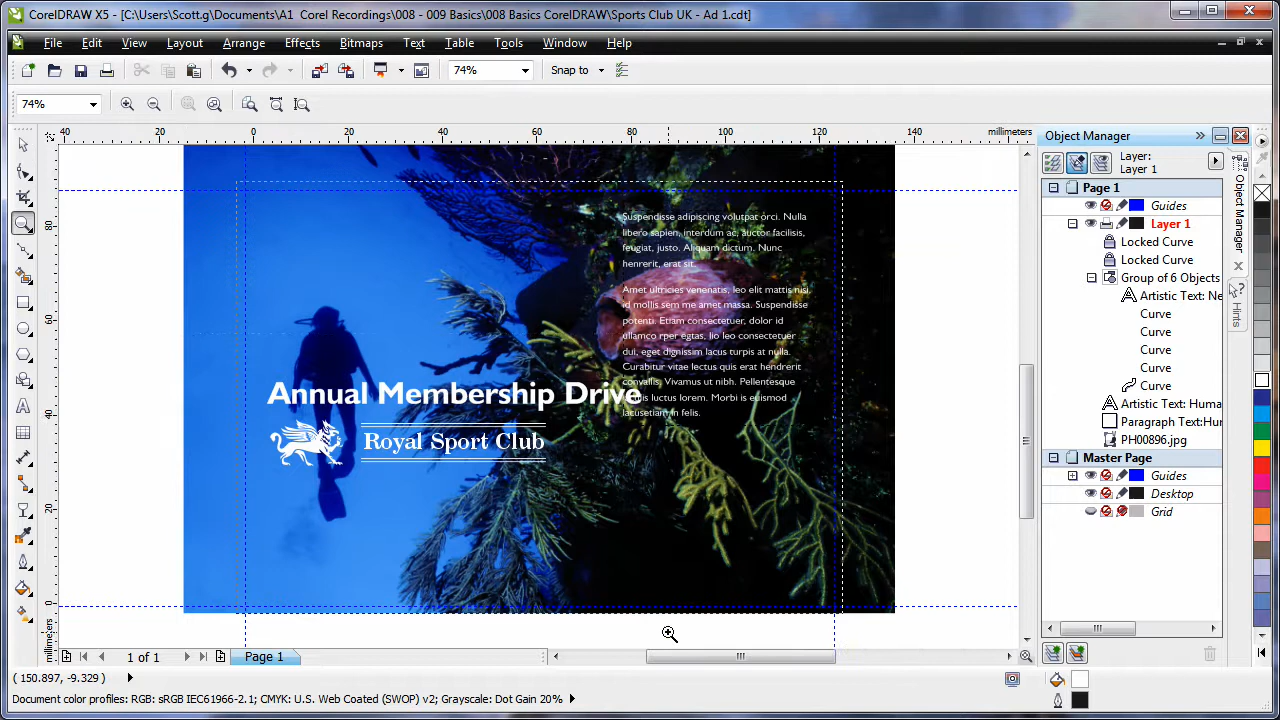 CorelDRAW X5 - [C:\Users\Scott.g\Documents\A1 Corel Recordings\008 - 009 Basics\008 Basics CorelDRAW\Sports Club UK - Ad 1.cdt]
File Edit View Layout Arrange Effects Bitmaps Text Table Tools Window Help
74% Snap to
74%
40 20 0 20 40 60 80 100 120 140 millimeters
80
60
40
20
0
millimeters
Suspendisse adipiscing volutpat orci. Nulla
libero sapien, interdum ac, auctor facilisis,
feugiat, justo. Aliquam dictum. Nunc
henrerit, erat sit.
Amet ultricies venenatis, leo elit mattis nisi,
id mollis sem me amet massa. Suspendisse
potenti. Etiam consectetuer, dolor id
ullamco rper egtas, lio leo consectetuer
dui, eget dignissim lacus turpis at nulla.
Curabitur vitae lectus quis erat hendrerit
convallis. Vivamus ut nibh. Pellentesque
luctus lorem. Morbi is euismod
lacusetiam in felis.
Annual Membership Drive
Royal Sport Club
Object Manager
Layer:
Layer 1
Page 1
Guides
Layer 1
Locked Curve
Locked Curve
Group of 6 Objects
Artistic Text: Ne
Curve
Curve
Curve
Curve
Curve
Artistic Text: Huma
Paragraph Text:Hur
PH00896.jpg
Master Page
Guides
Desktop
Grid
Object Manager
Hints
1 of 1 Page 1
( 150.897, -9.329 )
Document color profiles: RGB: sRGB IEC61966-2.1; CMYK: U.S. Web Coated (SWOP) v2; Grayscale: Dot Gain 20%